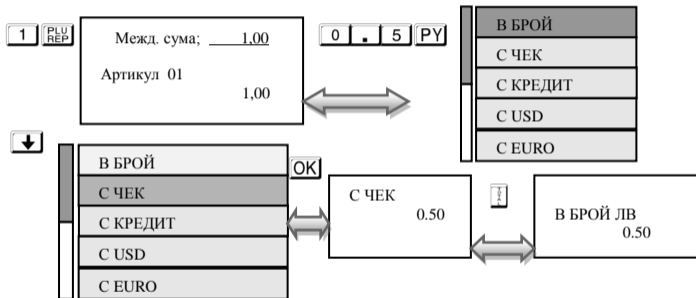 1 PLU REP
Межд. сума; 1,00
Артикул 01
1,00
0 . 5 PY
В БРОЙ
С ЧЕК
С КРЕДИТ
С USD
С EURO
В БРОЙ
С ЧЕК
С КРЕДИТ
С USD
С EURO
OK
С ЧЕК
0.50
В БРОЙ ЛВ
0.50